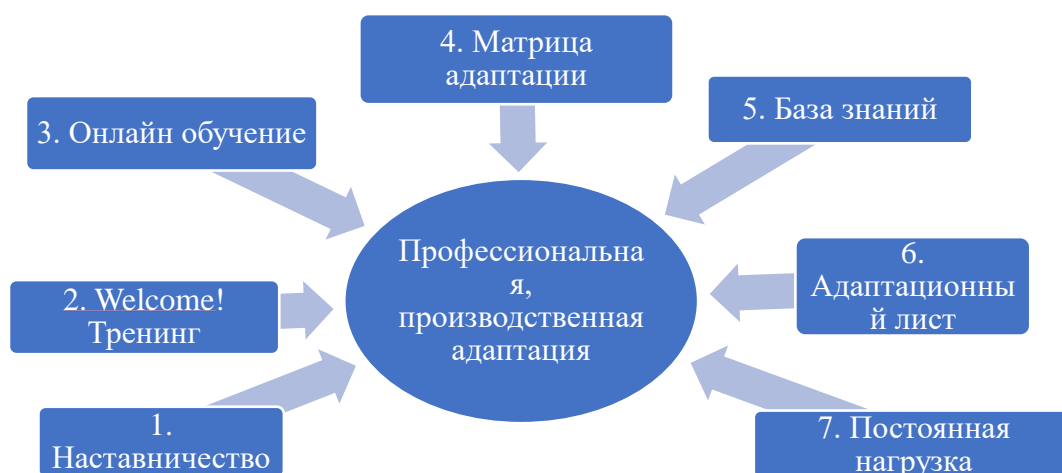 4. Матрица
адаптации
3. Онлайн обучение
5. База знаний
Профессиональна
я,
производственная
адаптация
2. Welcome!
Тренинг
6.
Адаптационны
й лист
1.
Наставничество
7. Постоянная
нагрузка